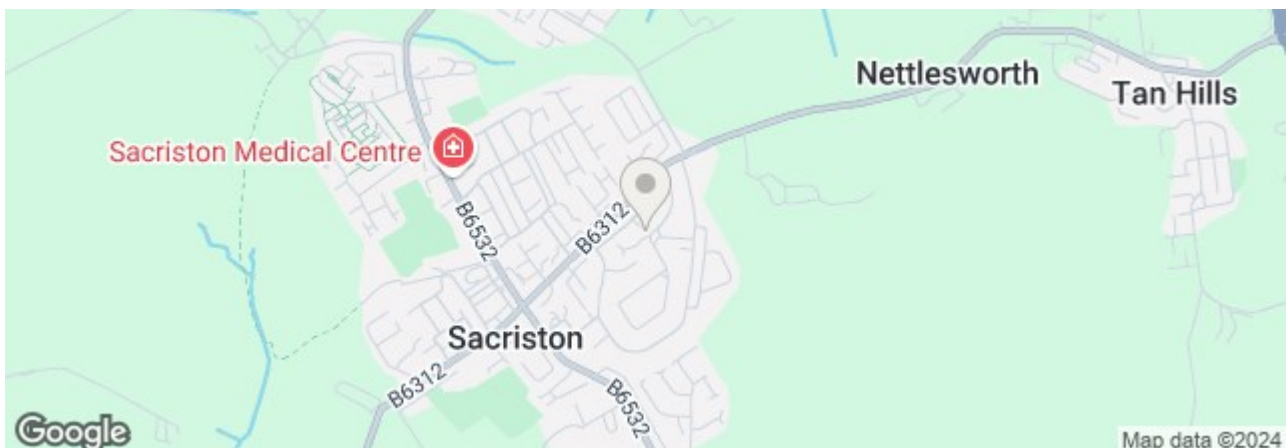 Nettlesworth
Tan Hills
Sacriston Medical Centre
B6532
B6312
Sacriston
B6312
B6532
Google
Map data ©2024